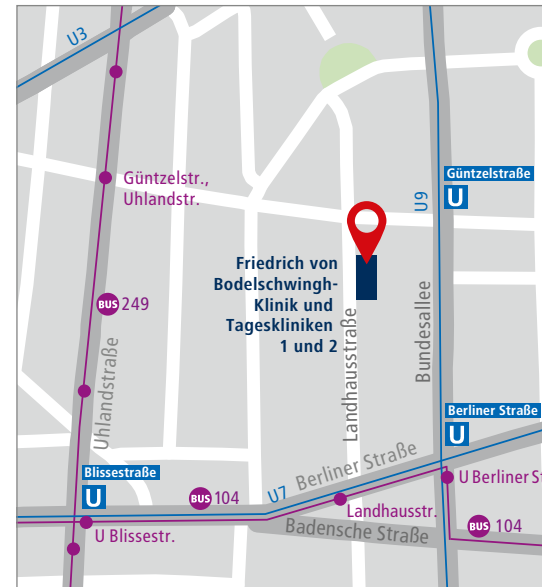 U3
Güntzelstr.,
Uhlandstr.
Güntzelstraße
U
U9
Friedrich von
Bodelschwingh-
Klinik und
Tageskliniken
1 und 2
BUS 249
Uhlandstraße
Landhausstraße
Bundesallee
Berliner Straße
U
Blissestraße
U
Berliner Straße
U7
BUS 104
U Berliner St
Landhausstr.
Badensche Straße
BUS 104
U Blissestr.